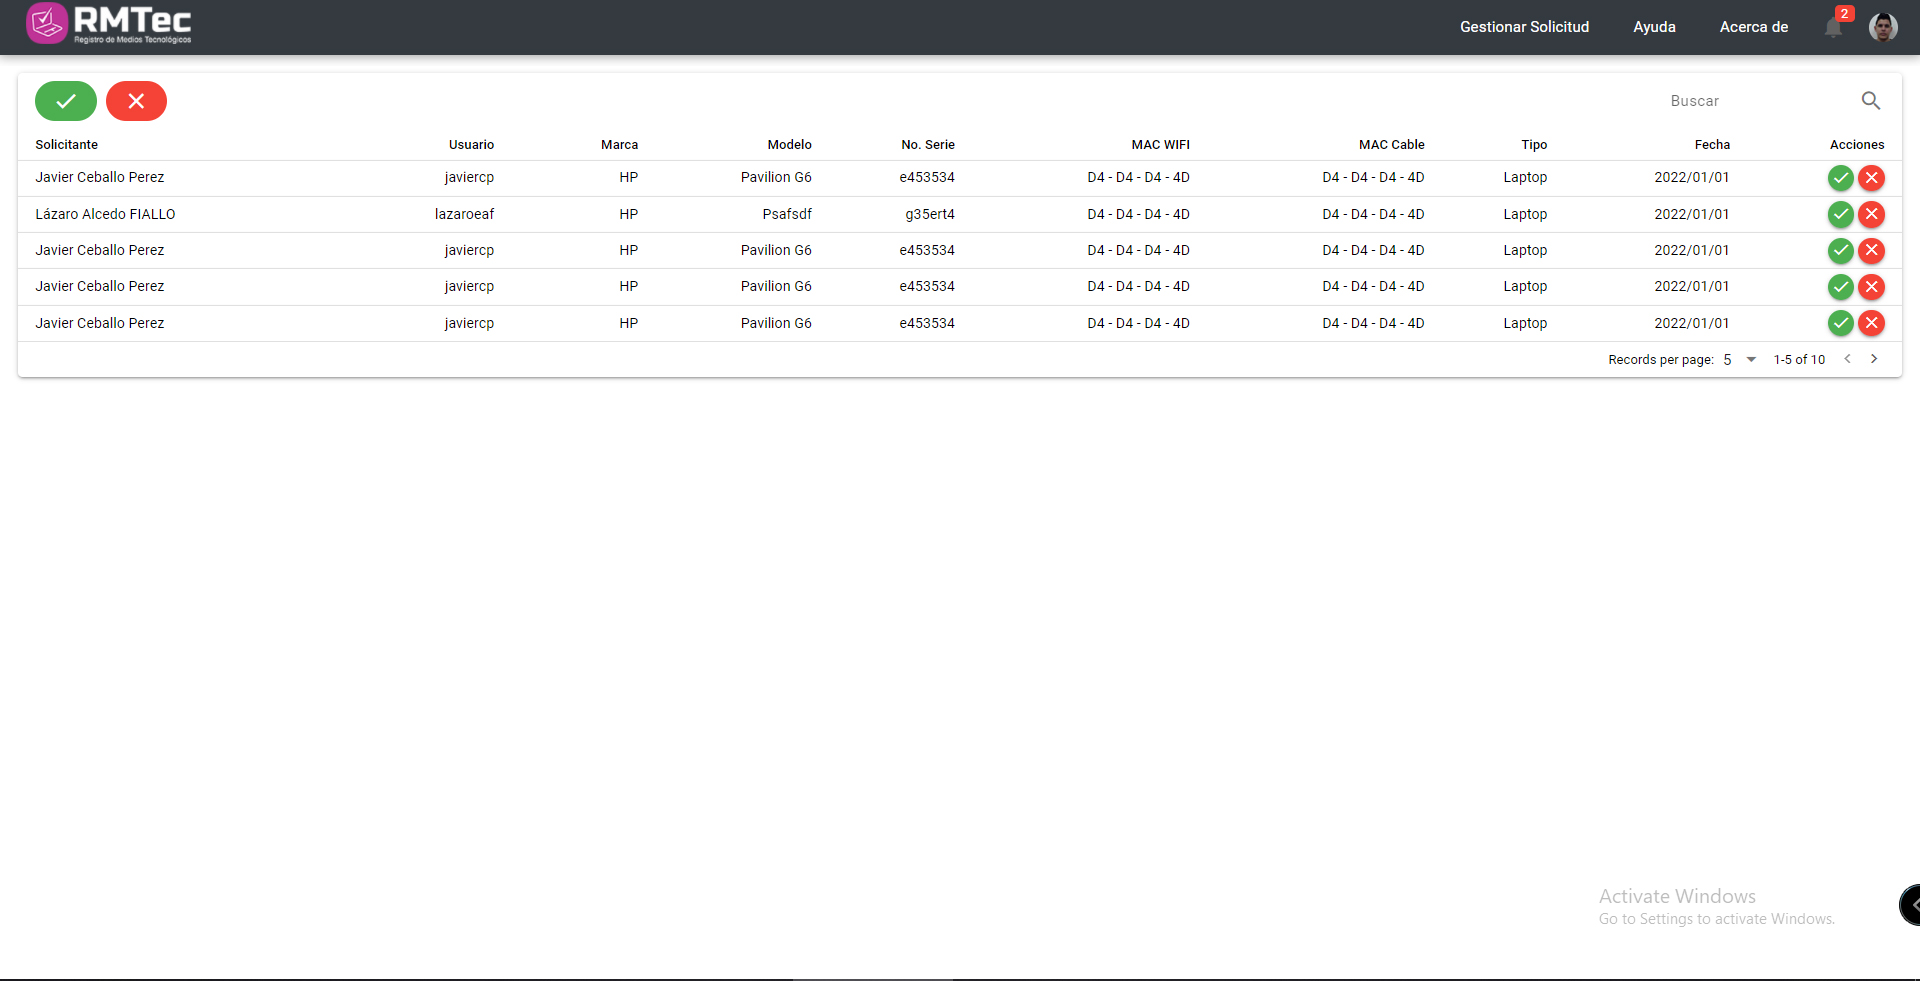 RMTec
Registro de Medios Tecnológicos
Gestionar Solicitud Ayuda Acerca de 2
Buscar
Solicitante Usuario Marca Modelo No. Serie MAC WIFI MAC Cable Tipo Fecha Acciones
Javier Ceballo Perez javiercp HP Pavilion G6 e453534 D4 - D4 - D4 - 4D D4 - D4 - D4 - 4D Laptop 2022/01/01
Lázaro Alcedo FIALLO lazaroeaf HP Psafsdf g35ert4 D4 - D4 - D4 - 4D D4 - D4 - D4 - 4D Laptop 2022/01/01
Javier Ceballo Perez javiercp HP Pavilion G6 e453534 D4 - D4 - D4 - 4D D4 - D4 - D4 - 4D Laptop 2022/01/01
Javier Ceballo Perez javiercp HP Pavilion G6 e453534 D4 - D4 - D4 - 4D D4 - D4 - D4 - 4D Laptop 2022/01/01
Javier Ceballo Perez javiercp HP Pavilion G6 e453534 D4 - D4 - D4 - 4D D4 - D4 - D4 - 4D Laptop 2022/01/01
Records per page: 5 1-5 of 10
Activate Windows
Go to Settings to activate Windows.